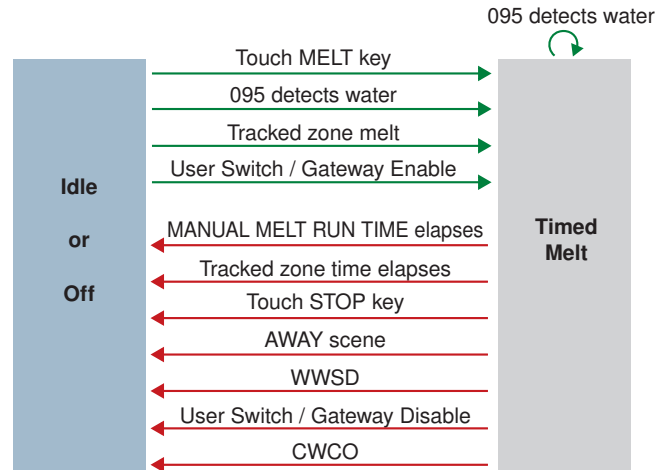 095 detects water
Touch MELT key
095 detects water
Tracked zone melt
User Switch / Gateway Enable
Idle
or
Off
Timed
Melt
MANUAL MELT RUN TIME elapses
Tracked zone time elapses
Touch STOP key
AWAY scene
WWSD
User Switch / Gateway Disable
CWCO